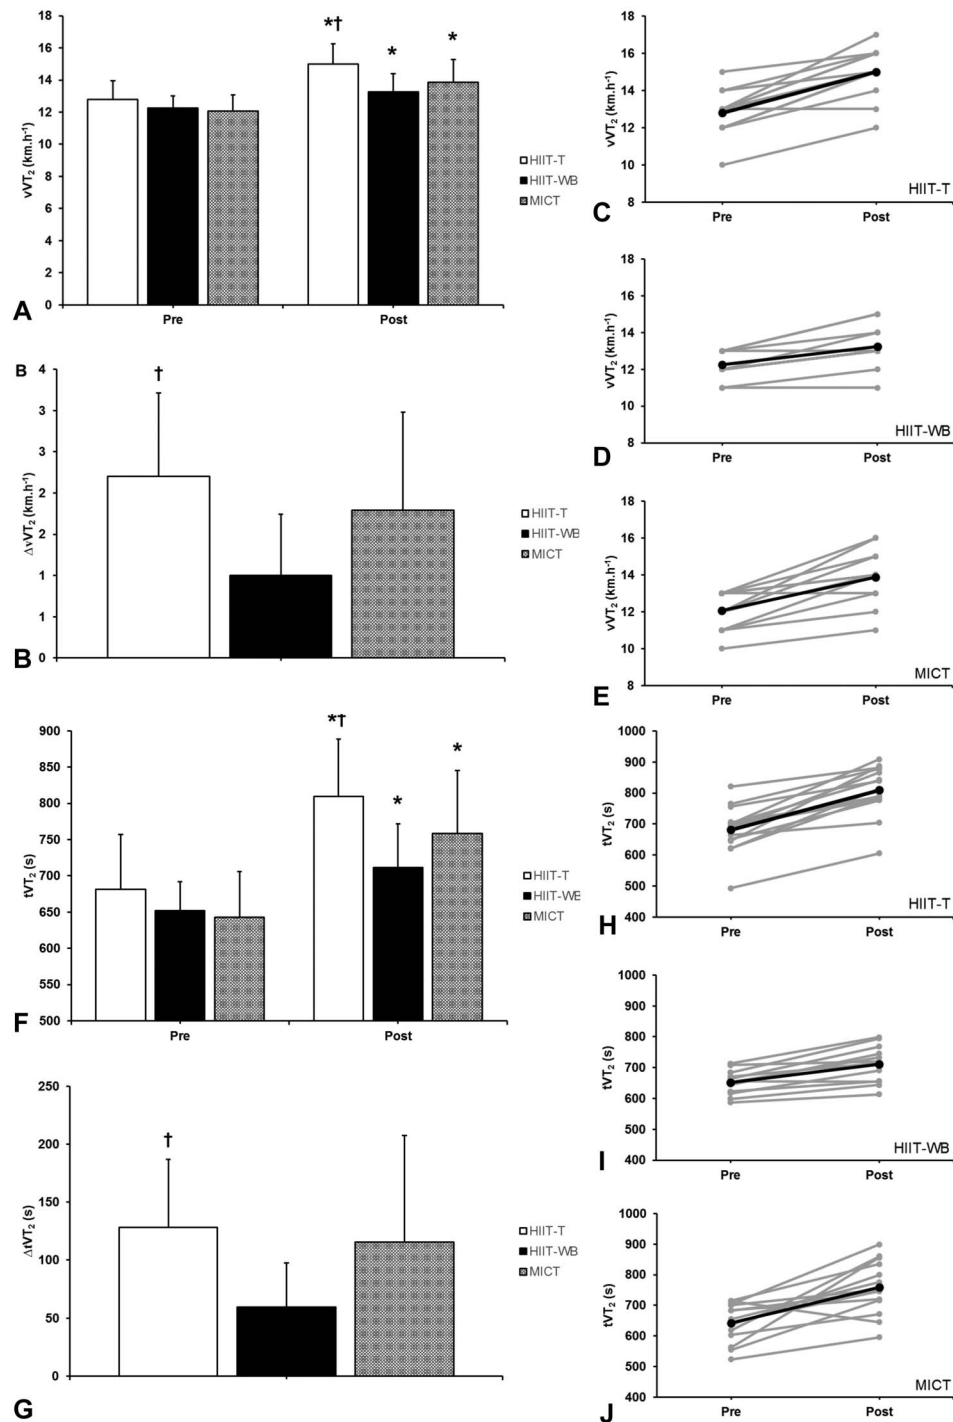 18
16
14
12
10
8
6
4
2
0
vVT₂ (km.h⁻¹)
*†
*
*
Pre
Post
HIIT-T
HIIT-WB
MICT
A
18
16
14
12
10
8
vVT₂ (km.h⁻¹)
Pre
Post
HIIT-T
C
18
16
14
12
10
8
vVT₂ (km.h⁻¹)
Pre
Post
HIIT-WB
D
B
4
3
3
2
2
1
1
0
ΔvVT₂ (km.h⁻¹)
†
HIIT-T
HIIT-WB
MICT
B
18
16
14
12
10
8
vVT₂ (km.h⁻¹)
Pre
Post
MICT
E
900
850
800
750
700
650
600
550
500
tVT₂ (s)
*†
*
*
Pre
Post
HIIT-T
HIIT-WB
MICT
F
1000
900
800
700
600
500
400
tVT₂ (s)
Pre
Post
HIIT-T
H
1000
900
800
700
600
500
400
tVT₂ (s)
Pre
Post
HIIT-WB
I
250
200
150
100
50
0
ΔtVT₂ (s)
†
HIIT-T
HIIT-WB
MICT
G
1000
900
800
700
600
500
400
tVT₂ (s)
Pre
Post
MICT
J